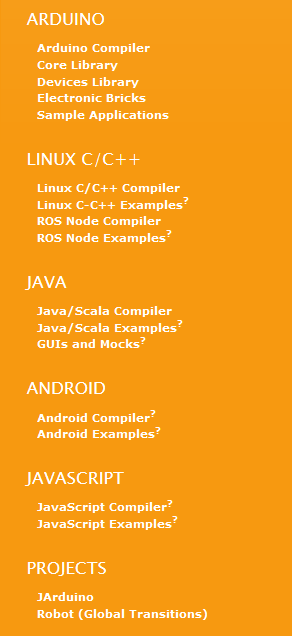 ARDUINO
Arduino Compiler
Core Library
Devices Library
Electronic Bricks
Sample Applications
LINUX C/C++
Linux C/C++ Compiler
Linux C-C++ Examples?
ROS Node Compiler
ROS Node Examples?
JAVA
Java/Scala Compiler
Java/Scala Examples?
GUIs and Mocks?
ANDROID
Android Compiler?
Android Examples?
JAVASCRIPT
JavaScript Compiler?
JavaScript Examples?
PROJECTS
JArduino
Robot (Global Transitions)